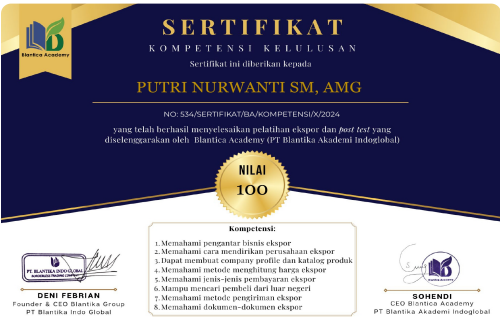 SERTIFIKAT
Blantica Academy
KOMPETENSI KELULUSAN
Sertifikat ini diberikan kepada
PUTRI NURWANTI SM, AMG
NO: 534/SERTIFIKAT/BA/KOMPETENSI/X/2024
yang telah berhasil menyelesaikan pelatihan ekspor dan post test yang
diselenggarakan oleh Blantica Academy (PT Blantika Akademi Indoglobal)
NILAI
100
Kompetensi:
1. Memahami pengantar bisnis ekspor
2. Memahami cara mendirikan perusahaan ekspor
3. Dapat membuat company profile dan katalog produk
4. Memahami metode menghitung harga ekspor
5. Memahami jenis-jenis pembayaran ekspor
6. Mampu mencari pembeli dari luar negeri
7. Memahami metode pengiriman ekspor
8. Memahami dokumen-dokumen ekspor
PT. BLANTIKA INDO GLOBAL
DENI FEBRIAN
Founder & CEO Blantika Group
PT Blantika Indo Global
SOHENDI
CEO Blantica Academy
PT Blantika Akademi Indoglobal